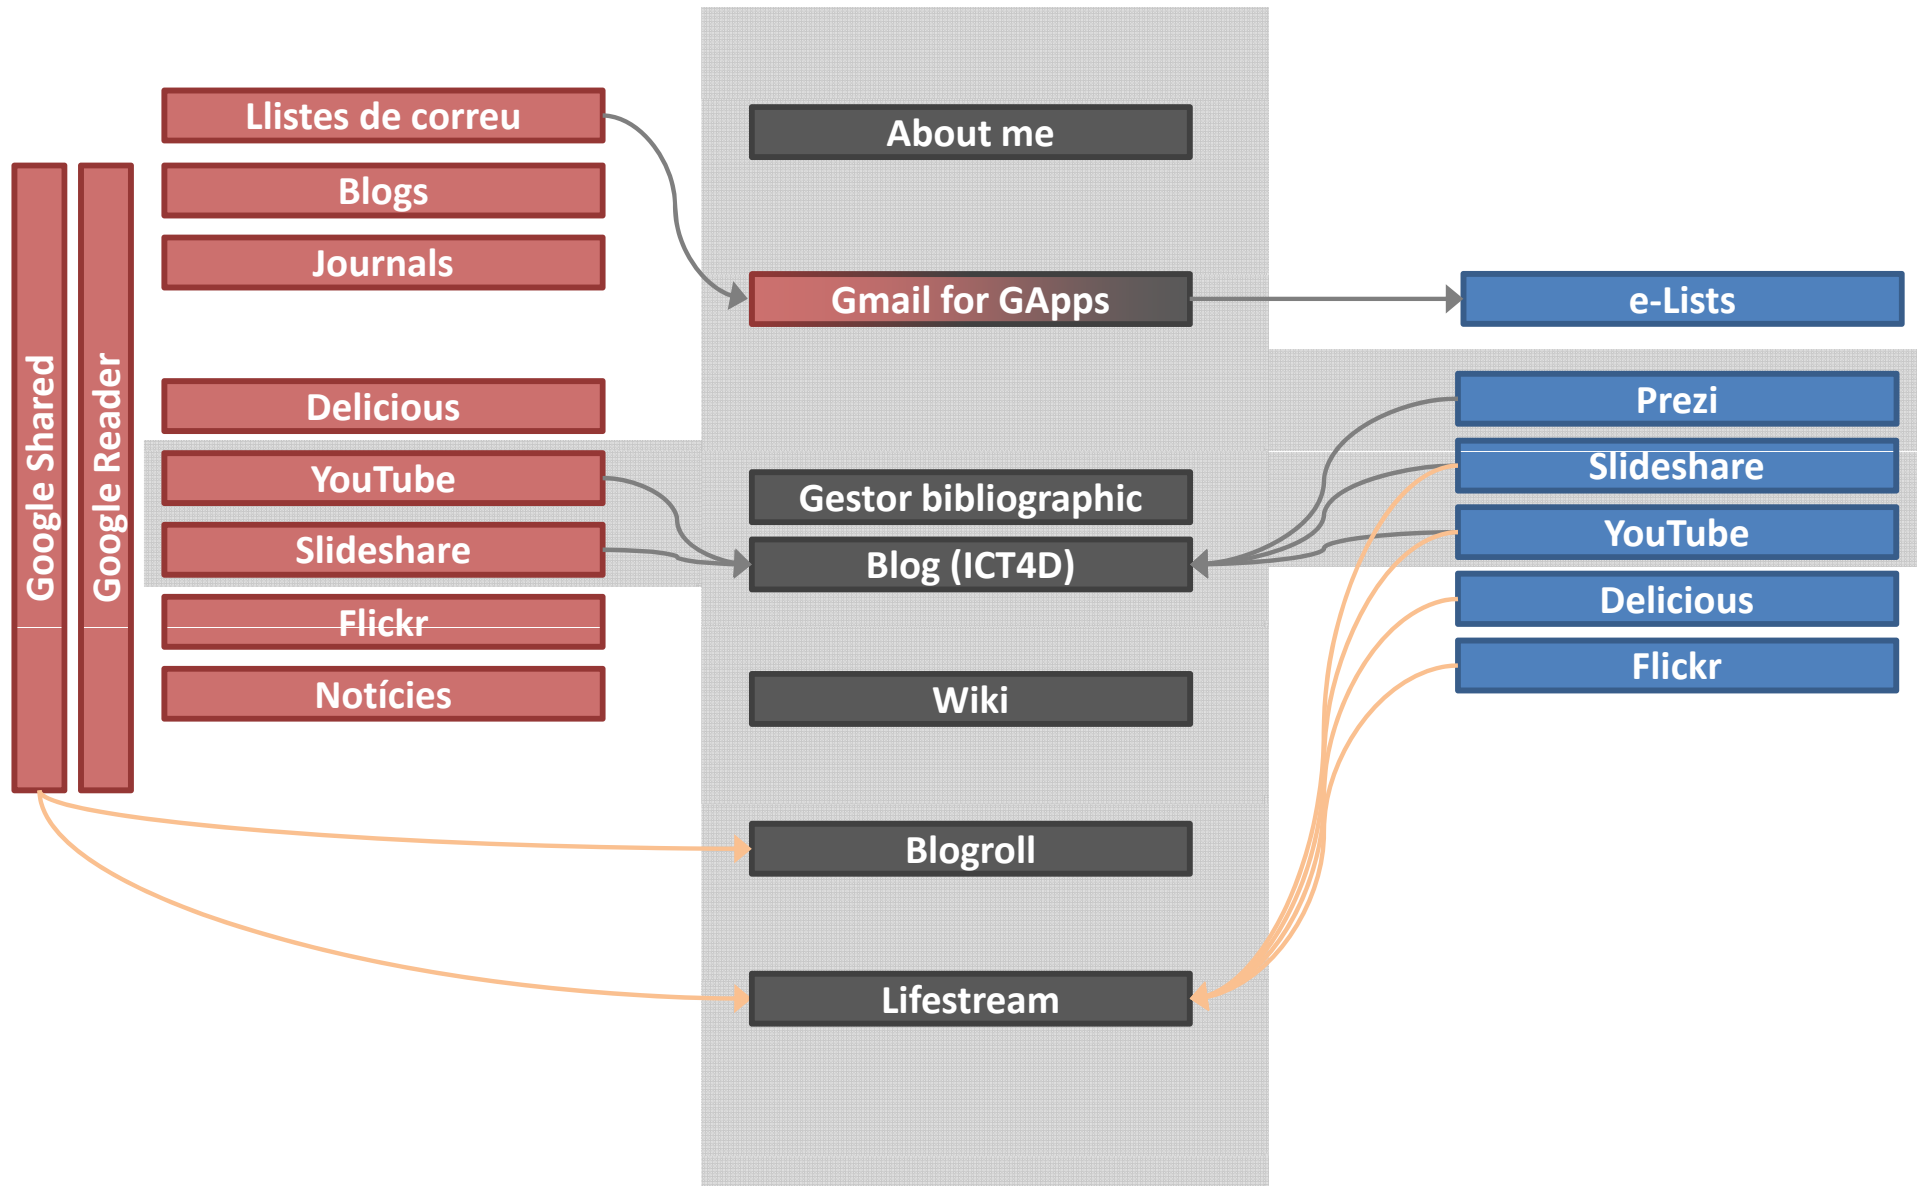 Google Shared
Google Reader
Llistes de correu
Blogs
Journals
Delicious
YouTube
Slideshare
Flickr
Notícies
About me
Gmail for GApps
Gestor bibliographic
Blog (ICT4D)
Wiki
Blogroll
Lifestream
e-Lists
Prezi
Slideshare
YouTube
Delicious
Flickr